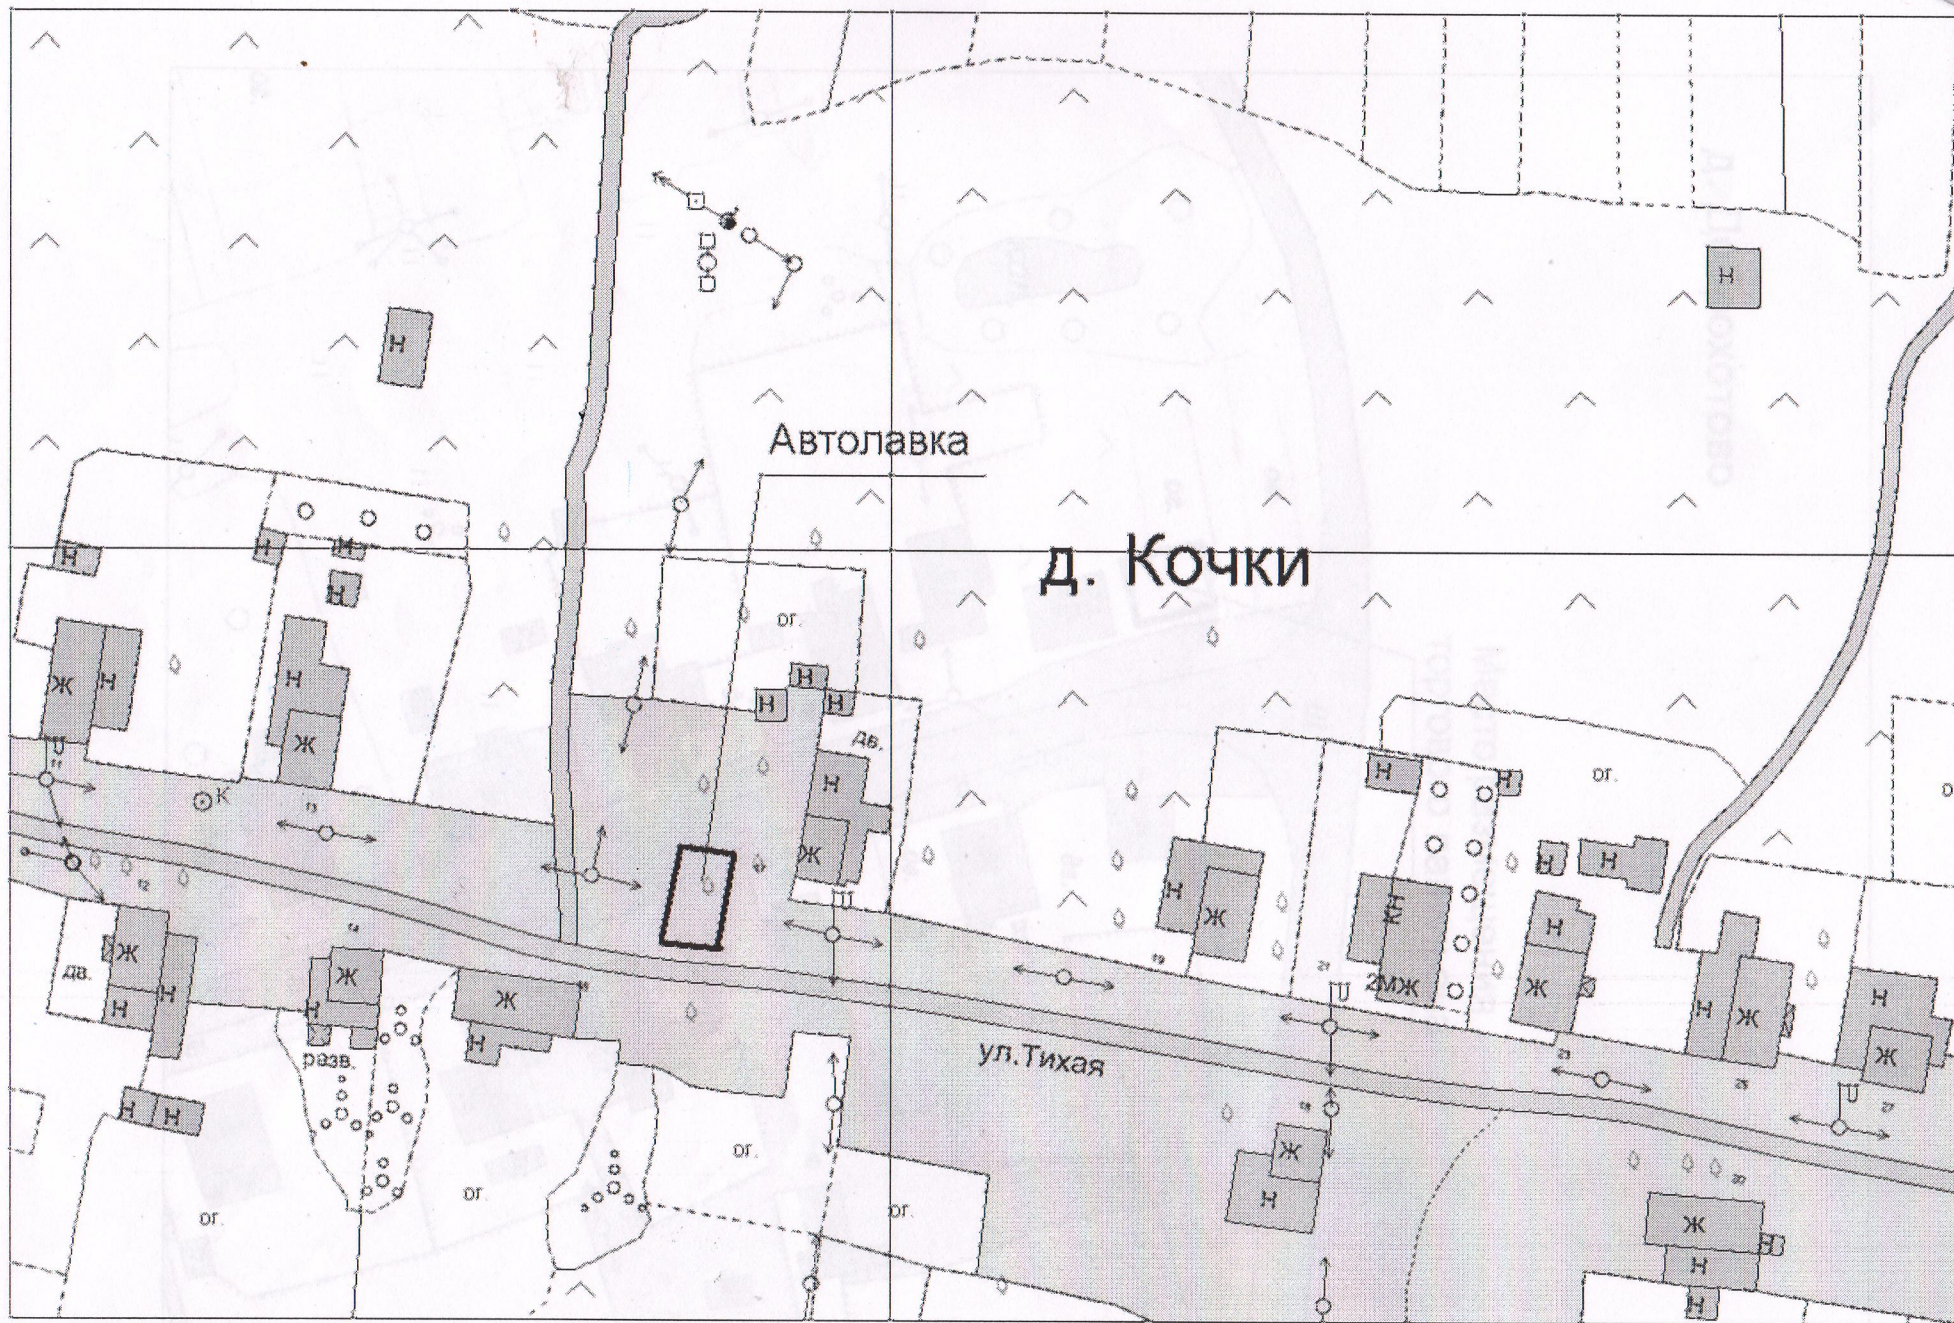 н
н
Автолавка
д. Кочки
н
н
н
н
н
ог.
н
н
н
ж
н
н
ж
дв.
н
н
н
ог.
к
н
ж
н
н
ж
н
кн
2мж
н
ж
н
ж
н
ж
ж
дв.
н
н
ж
н
ж
н
ул.Тихая
разв.
н
н
н
ж
ог.
ог.
ж
н
ог.
ог.
ж
н
н
н